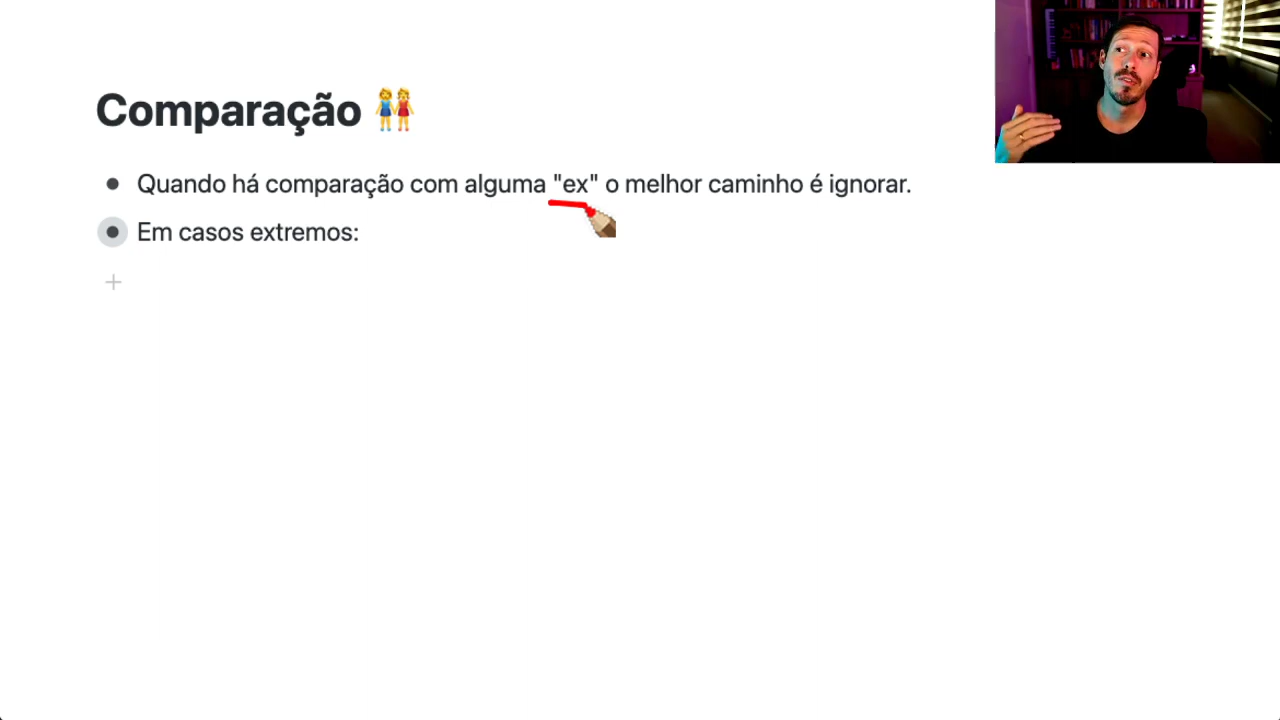 Comparação 👭
Quando há comparação com alguma "ex" o melhor caminho é ignorar.
Em casos extremos: